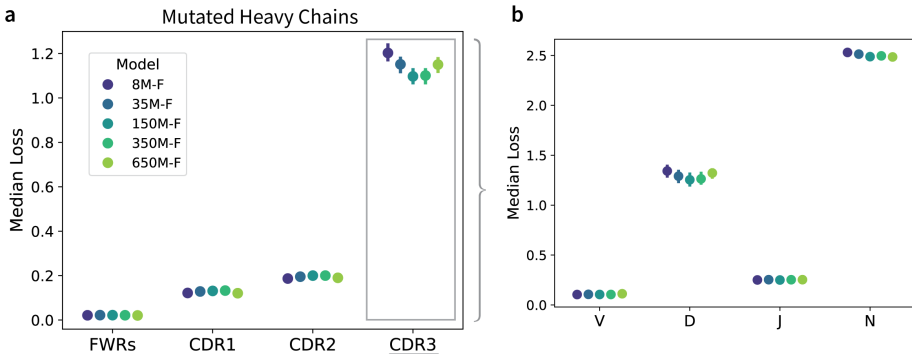 a
Mutated Heavy Chains
Median Loss
1.2
1.0
0.8
0.6
0.4
0.2
0.0
Model
8M-F
35M-F
150M-F
350M-F
650M-F
FWRs CDR1 CDR2 CDR3
b
Median Loss
2.5
2.0
1.5
1.0
0.5
0.0
V D J N